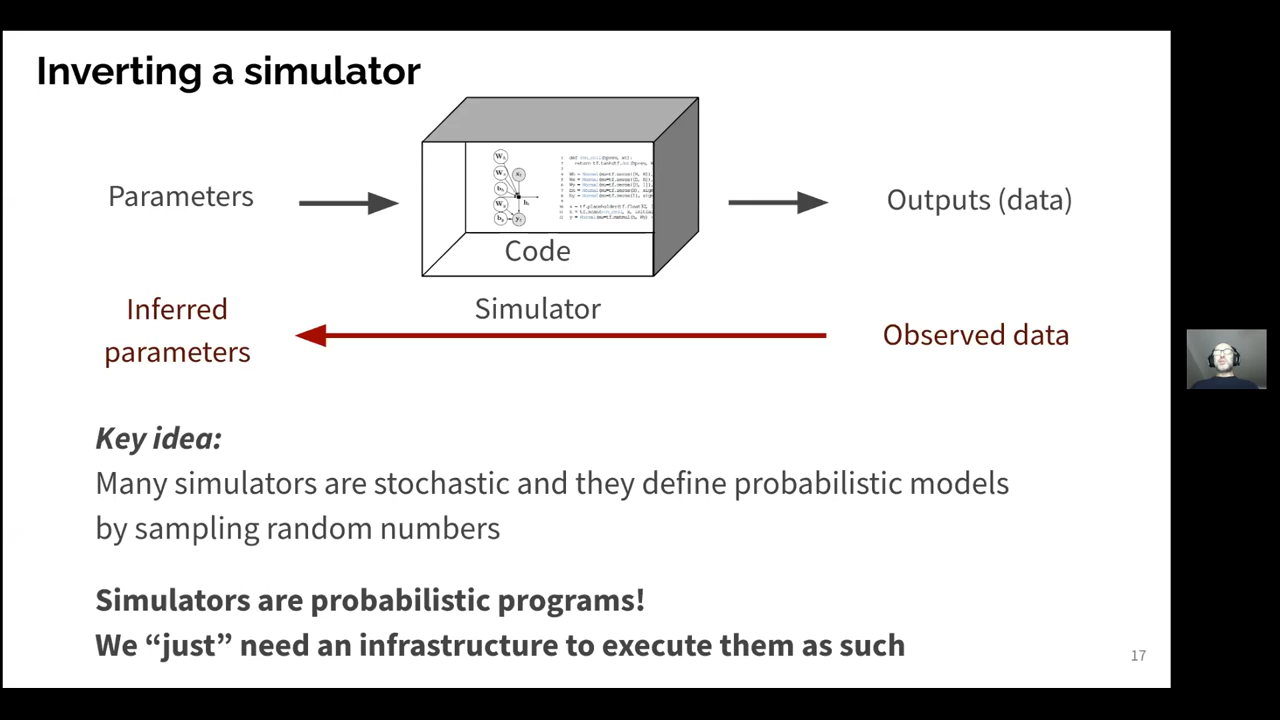 Inverting a simulator
Parameters
Outputs (data)
Code
Simulator
Inferred
parameters
Observed data
Key idea:
Many simulators are stochastic and they define probabilistic models
by sampling random numbers
Simulators are probabilistic programs!
We “just” need an infrastructure to execute them as such
17